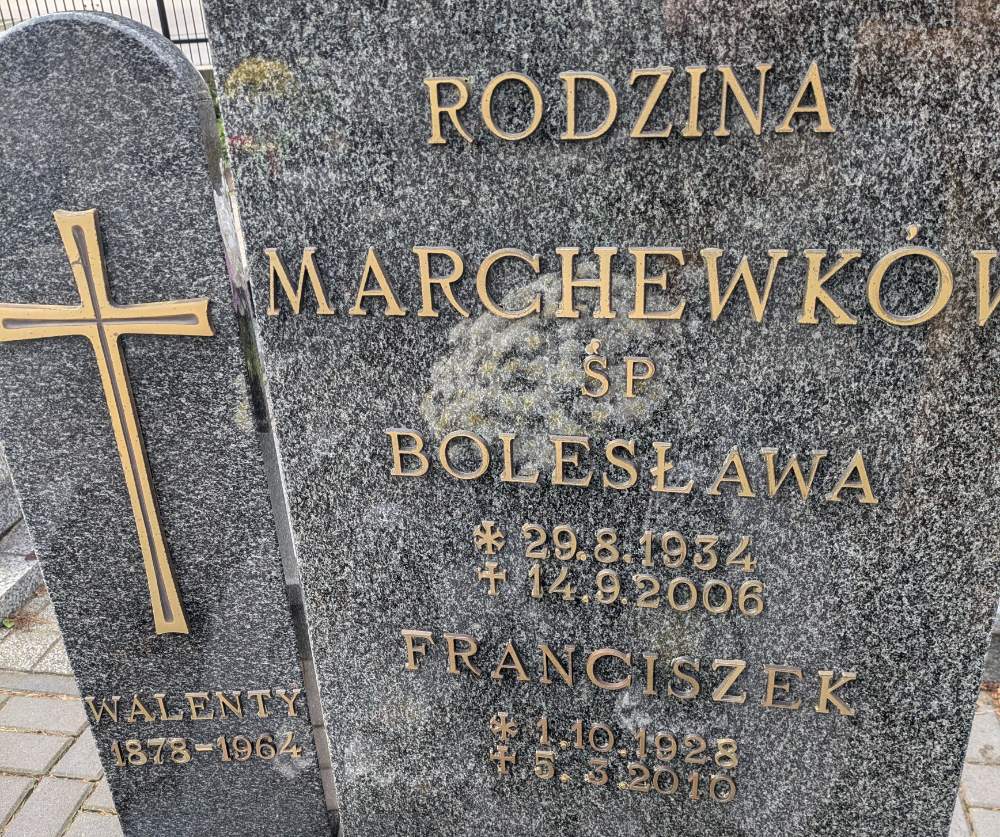 RODZINA
MARCHEWKÓW
ŚP
BOLESŁAWA
* 29.8.1934
✝ 14.9.2006
FRANCISZEK
* 1.10.1928
✝ 5.3.2010
WALENTY
1878-1964